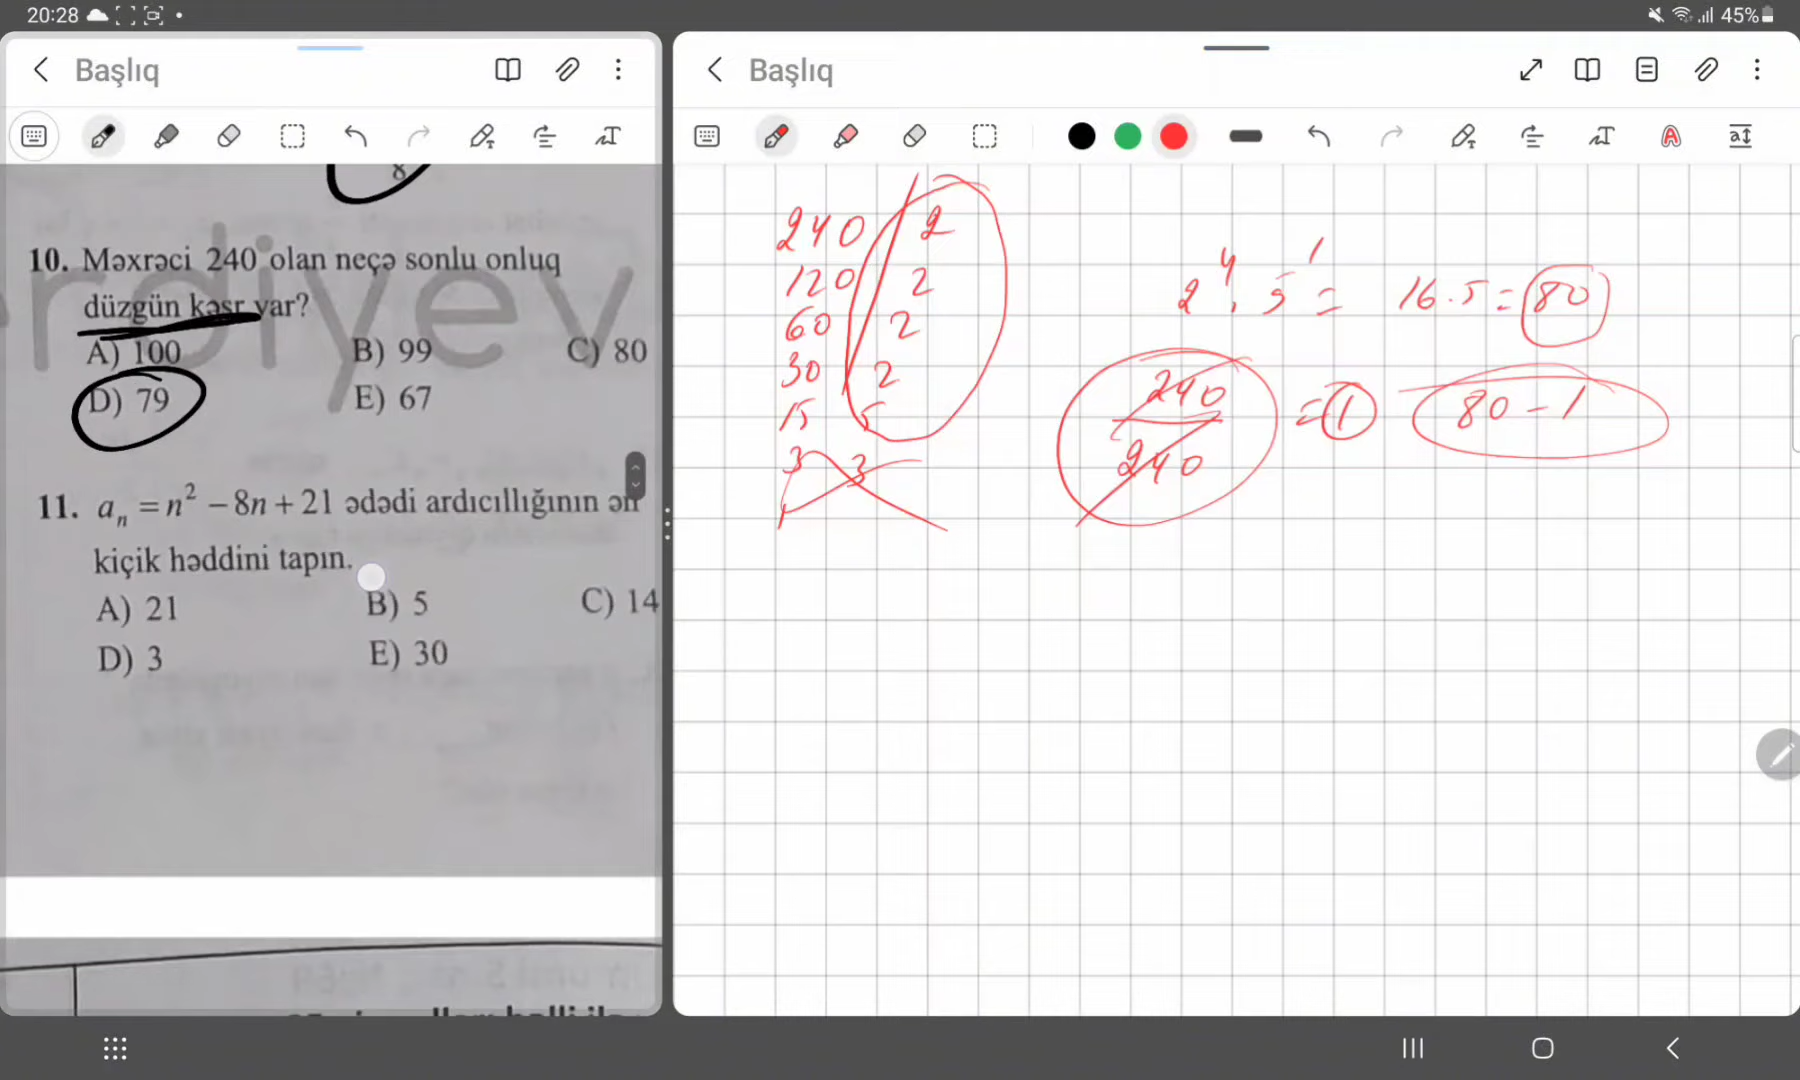 20:28
45%
Başlıq
Başlıq
8
erdiyev
10. Məxrəci 240 olan neçə sonlu onluq
düzgün kəsr var?
A) 100 B) 99 C) 80
D) 79 E) 67
11. aₙ = n² − 8n + 21 ədədi ardıcıllığının ən
kiçik həddini tapın.
A) 21 B) 5 C) 14
D) 3 E) 30
240 2
120 2
60 2
30 2
15 5
3 3
2⁴ . 5¹ = 16 . 5 = 80
240
240
= 1
80 − 1